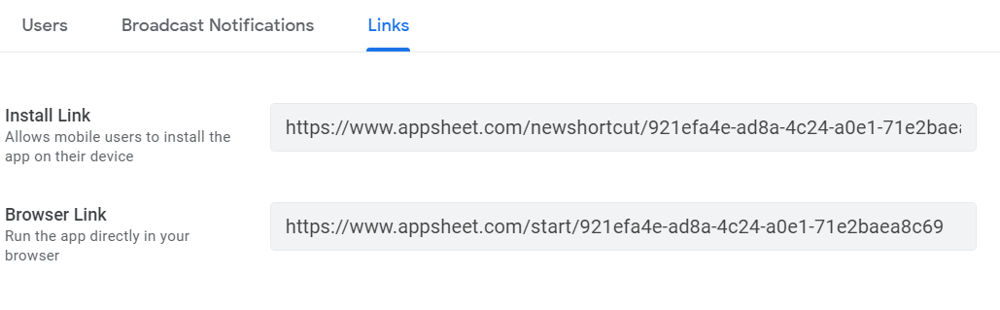 Users Broadcast Notifications Links
Install Link
Allows mobile users to install the
app on their device
https://www.appsheet.com/newshortcut/921efa4e-ad8a-4c24-a0e1-71e2baea
Browser Link
Run the app directly in your
browser
https://www.appsheet.com/start/921efa4e-ad8a-4c24-a0e1-71e2baea8c69